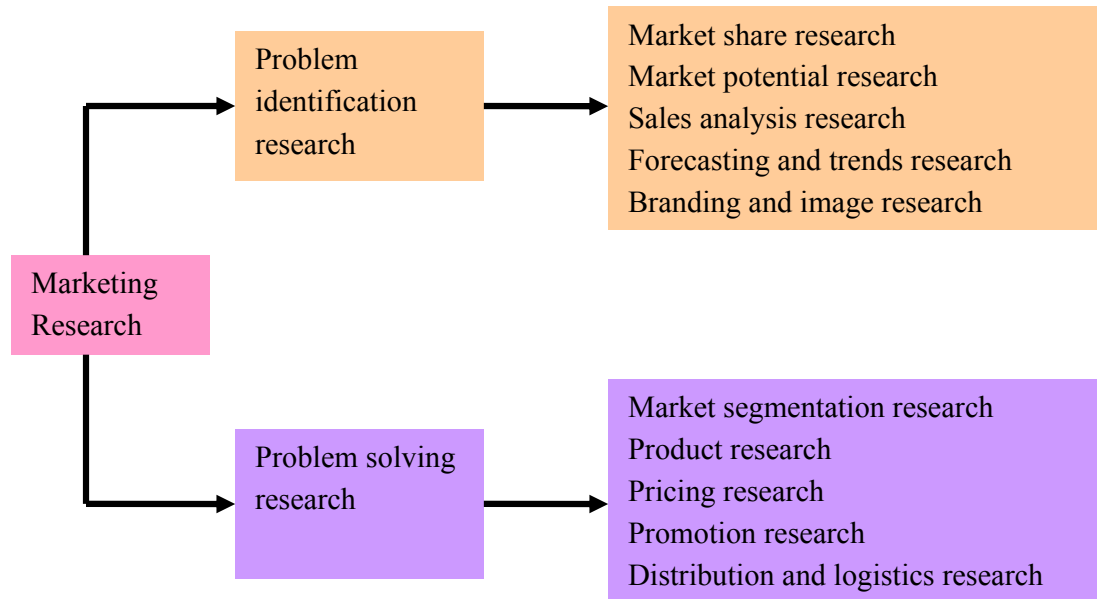 Problem
identification
research
Market share research
Market potential research
Sales analysis research
Forecasting and trends research
Branding and image research
Marketing
Research
Problem solving
research
Market segmentation research
Product research
Pricing research
Promotion research
Distribution and logistics research